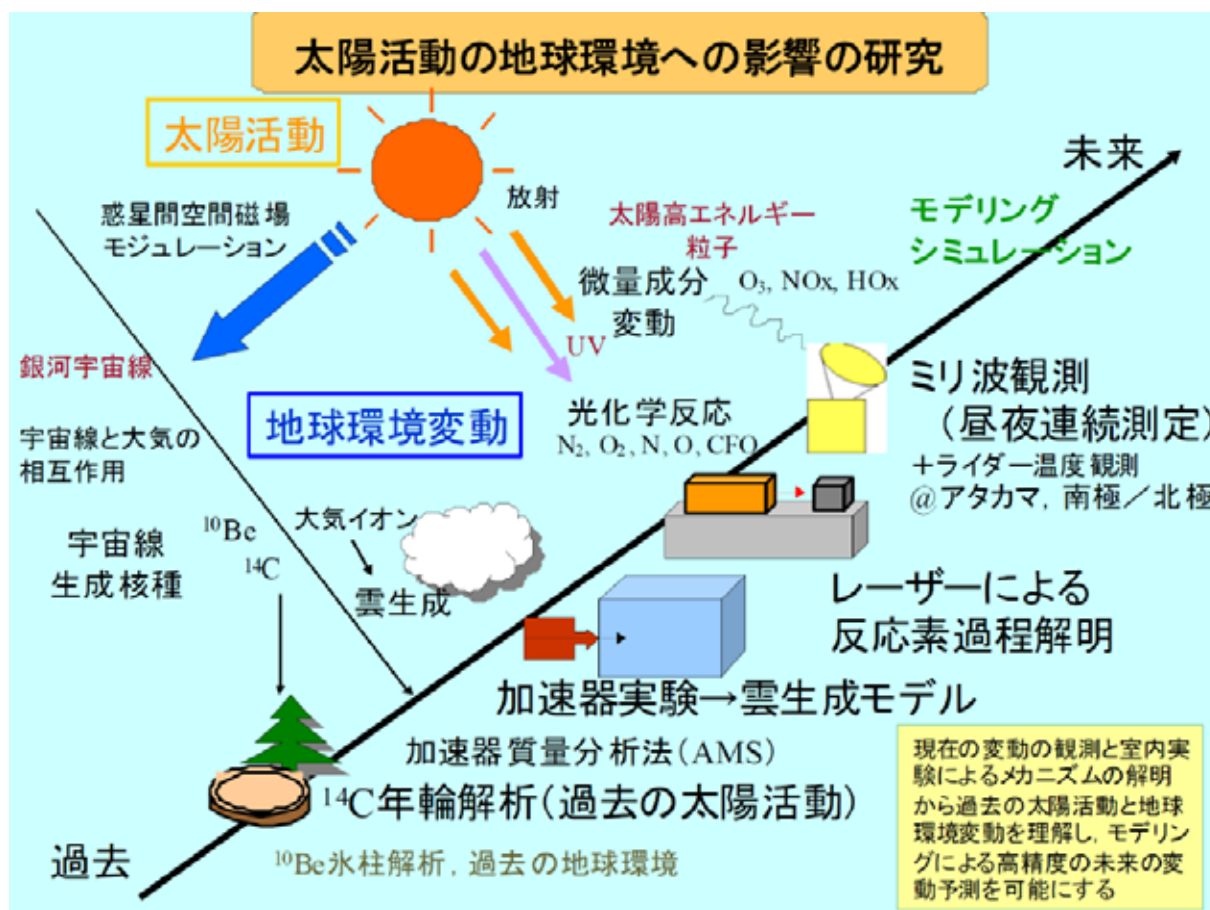 太陽活動の地球環境への影響の研究
太陽活動
未来
放射
惑星間空間磁場
モジュレーション
太陽高エネルギー
粒子
モデリング
シミュレーション
微量成分
変動
O₃, NOx, HOx
UV
銀河宇宙線
地球環境変動
光化学反応
N₂, O₂, N, O, CFO
ミリ波観測
(昼夜連続測定)
+ライダー温度観測
@アタカマ, 南極/北極
宇宙線と大気の
相互作用
¹⁰Be
¹⁴C
大気イオン
雲生成
宇宙線
生成核種
レーザーによる
反応素過程解明
加速器実験→雲生成モデル
加速器質量分析法(AMS)
¹⁴C年輪解析(過去の太陽活動)
過去
¹⁰Be氷柱解析, 過去の地球環境
現在の変動の観測と室内実
験によるメカニズムの解明
から過去の太陽活動と地球
環境変動を理解し, モデリン
グによる高精度の未来の変
動予測を可能にする